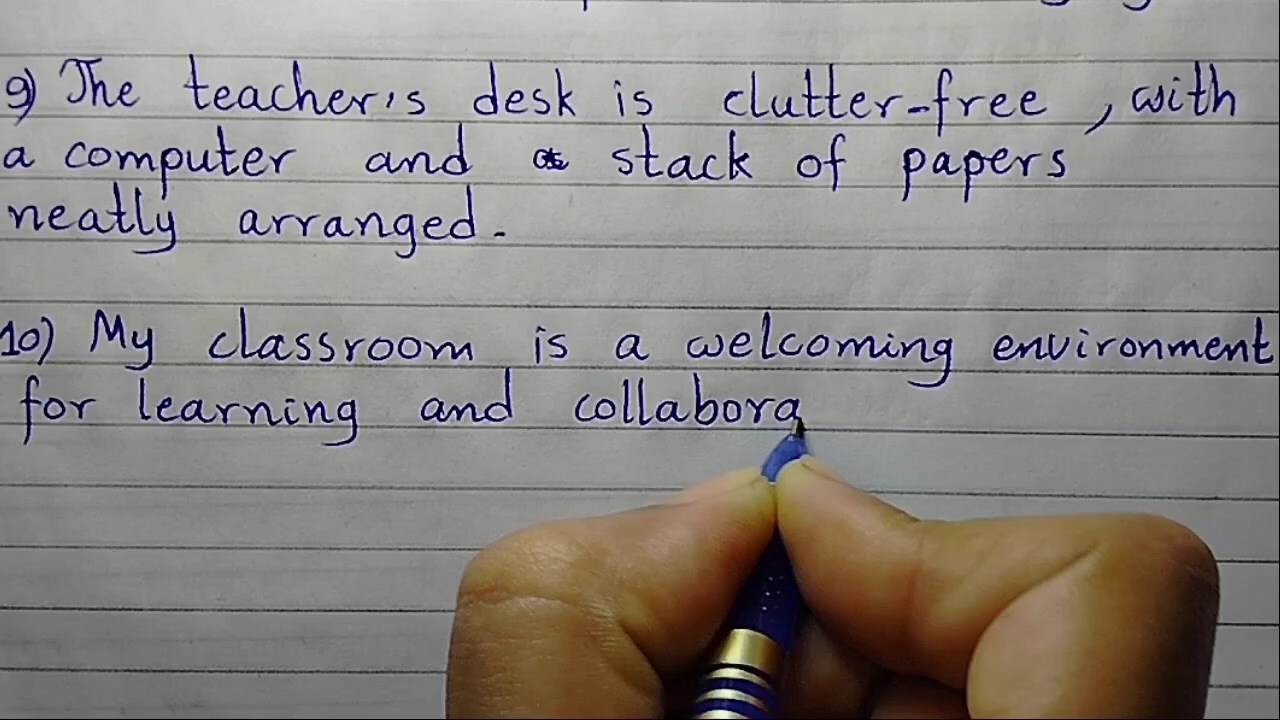 9) The teacher's desk is clutter-free, with
a computer and a stack of papers
neatly arranged.
10) My classroom is a welcoming environment
for learning and collabora